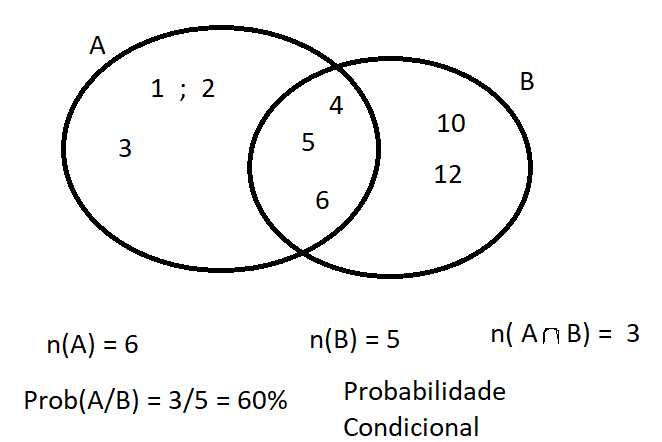 A
B
1 ; 2
4
10
3
5
12
6
n(A) = 6
n(B) = 5
n( A∩B) = 3
Prob(A/B) = 3/5 = 60%
Probabilidade
Condicional